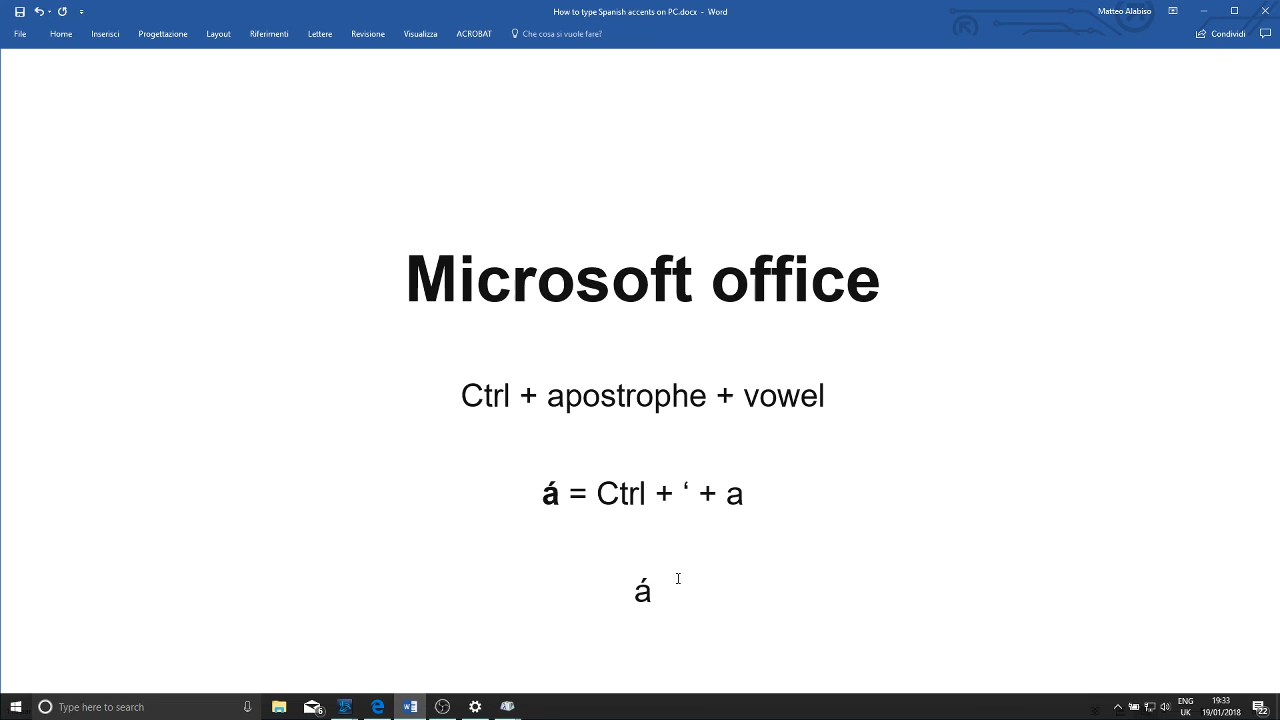 How to type Spanish accents on PC.docx - Word
Matteo Alabiso
File Home Inserisci Progettazione Layout Riferimenti Lettere Revisione Visualizza ACROBAT Che cosa si vuole fare? Condividi
Microsoft office
Ctrl + apostrophe + vowel
á = Ctrl + ‘ + a
á
Type here to search
6
ENG
UK
19:33
19/01/2018
22